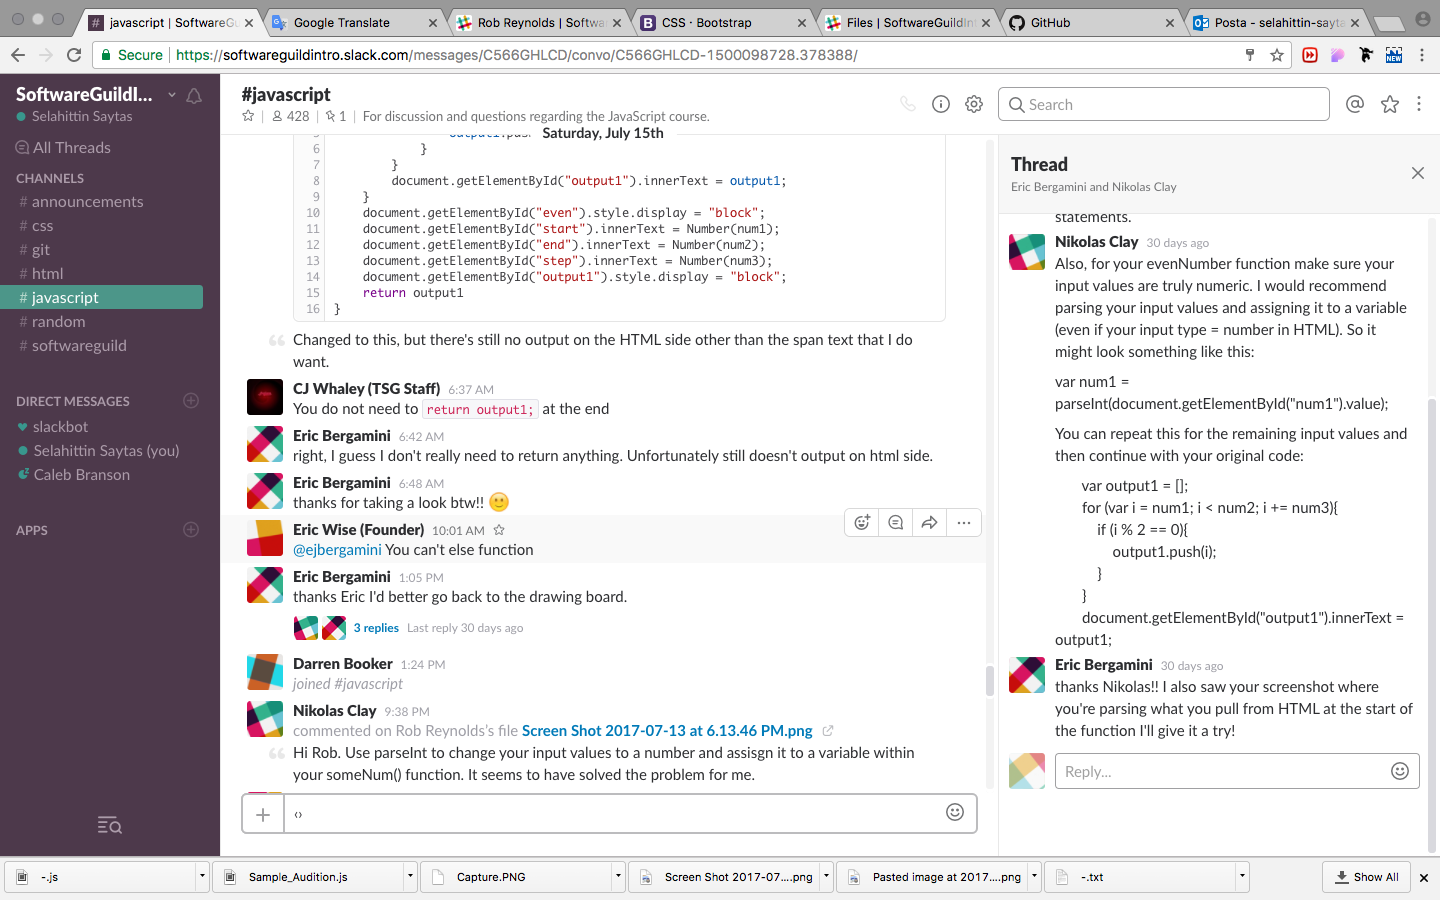 javascript | SoftwareGu
Google Translate
Rob Reynolds | Softwa
CSS · Bootstrap
Files | SoftwareGuildInt
GitHub
Posta - selahittin-sayta
Secure https://softwareguildintro.slack.com/messages/C566GHLCD/convo/C566GHLCD-1500098728.378388/
SoftwareGuildI...
Selahittin Saytas
All Threads
CHANNELS
# announcements
# css
# git
# html
# javascript
# random
# softwareguild
DIRECT MESSAGES
slackbot
Selahittin Saytas (you)
Caleb Branson
APPS
#javascript
428 1 For discussion and questions regarding the JavaScript course.
Search
Saturday, July 15th
6 }
7 }
8 document.getElementById("output1").innerText = output1;
9 }
10 document.getElementById("even").style.display = "block";
11 document.getElementById("start").innerText = Number(num1);
12 document.getElementById("end").innerText = Number(num2);
13 document.getElementById("step").innerText = Number(num3);
14 document.getElementById("output1").style.display = "block";
15 return output1
16 }
Changed to this, but there's still no output on the HTML side other than the span text that I do
want.
CJ Whaley (TSG Staff) 6:37 AM
You do not need to return output1; at the end
Eric Bergamini 6:42 AM
right, I guess I don't really need to return anything. Unfortunately still doesn't output on html side.
Eric Bergamini 6:48 AM
thanks for taking a look btw!!
Eric Wise (Founder) 10:01 AM
@ejbergamini You can't else function
Eric Bergamini 1:05 PM
thanks Eric I'd better go back to the drawing board.
3 replies Last reply 30 days ago
Darren Booker 1:24 PM
joined #javascript
Nikolas Clay 9:38 PM
commented on Rob Reynolds's file Screen Shot 2017-07-13 at 6.13.46 PM.png
Hi Rob. Use parseInt to change your input values to a number and assisgn it to a variable within
your someNum() function. It seems to have solved the problem for me.
‹›
Thread
Eric Bergamini and Nikolas Clay
statements.
Nikolas Clay 30 days ago
Also, for your evenNumber function make sure your
input values are truly numeric. I would recommend
parsing your input values and assigning it to a variable
(even if your input type = number in HTML). So it
might look something like this:
var num1 =
parseInt(document.getElementById("num1").value);
You can repeat this for the remaining input values and
then continue with your original code:
var output1 = [];
for (var i = num1; i < num2; i += num3){
if (i % 2 == 0){
output1.push(i);
}
}
document.getElementById("output1").innerText =
output1;
Eric Bergamini 30 days ago
thanks Nikolas!! I also saw your screenshot where
you're parsing what you pull from HTML at the start of
the function I'll give it a try!
Reply...
-.js
Sample_Audition.js
Capture.PNG
Screen Shot 2017-07....png
Pasted image at 2017....png
-.txt
Show All